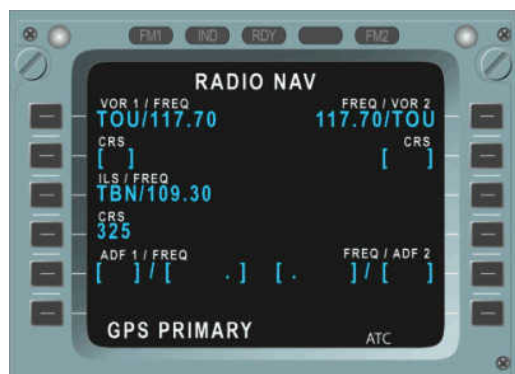 FM1 IND RDY FM2
RADIO NAV
VOR 1 / FREQ FREQ / VOR 2
TOU/117.70 117.70/TOU
CRS CRS
[ ] [ ]
ILS / FREQ
TBN/109.30
CRS
325
ADF 1 / FREQ FREQ / ADF 2
[ ] / [ . ] [ . ] / [ ]
GPS PRIMARY ATC